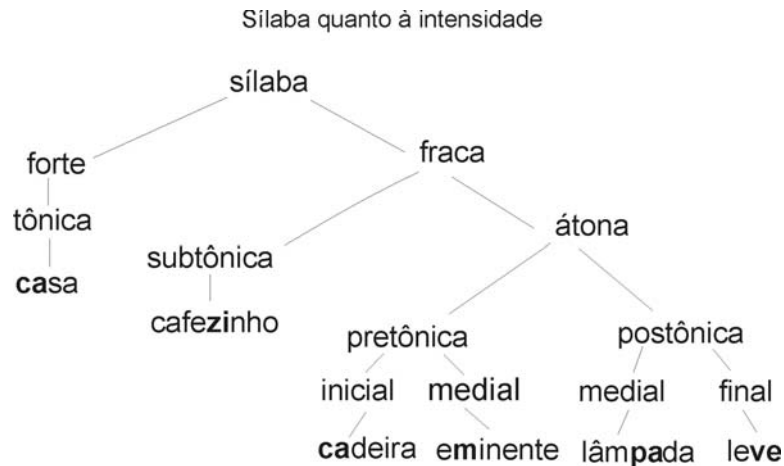 Sílaba quanto à intensidade
sílaba
forte
fraca
tônica
átona
subtônica
casa
cafezinho
pretônica
postônica
inicial medial medial final
cadeira eminente lâmpada leve